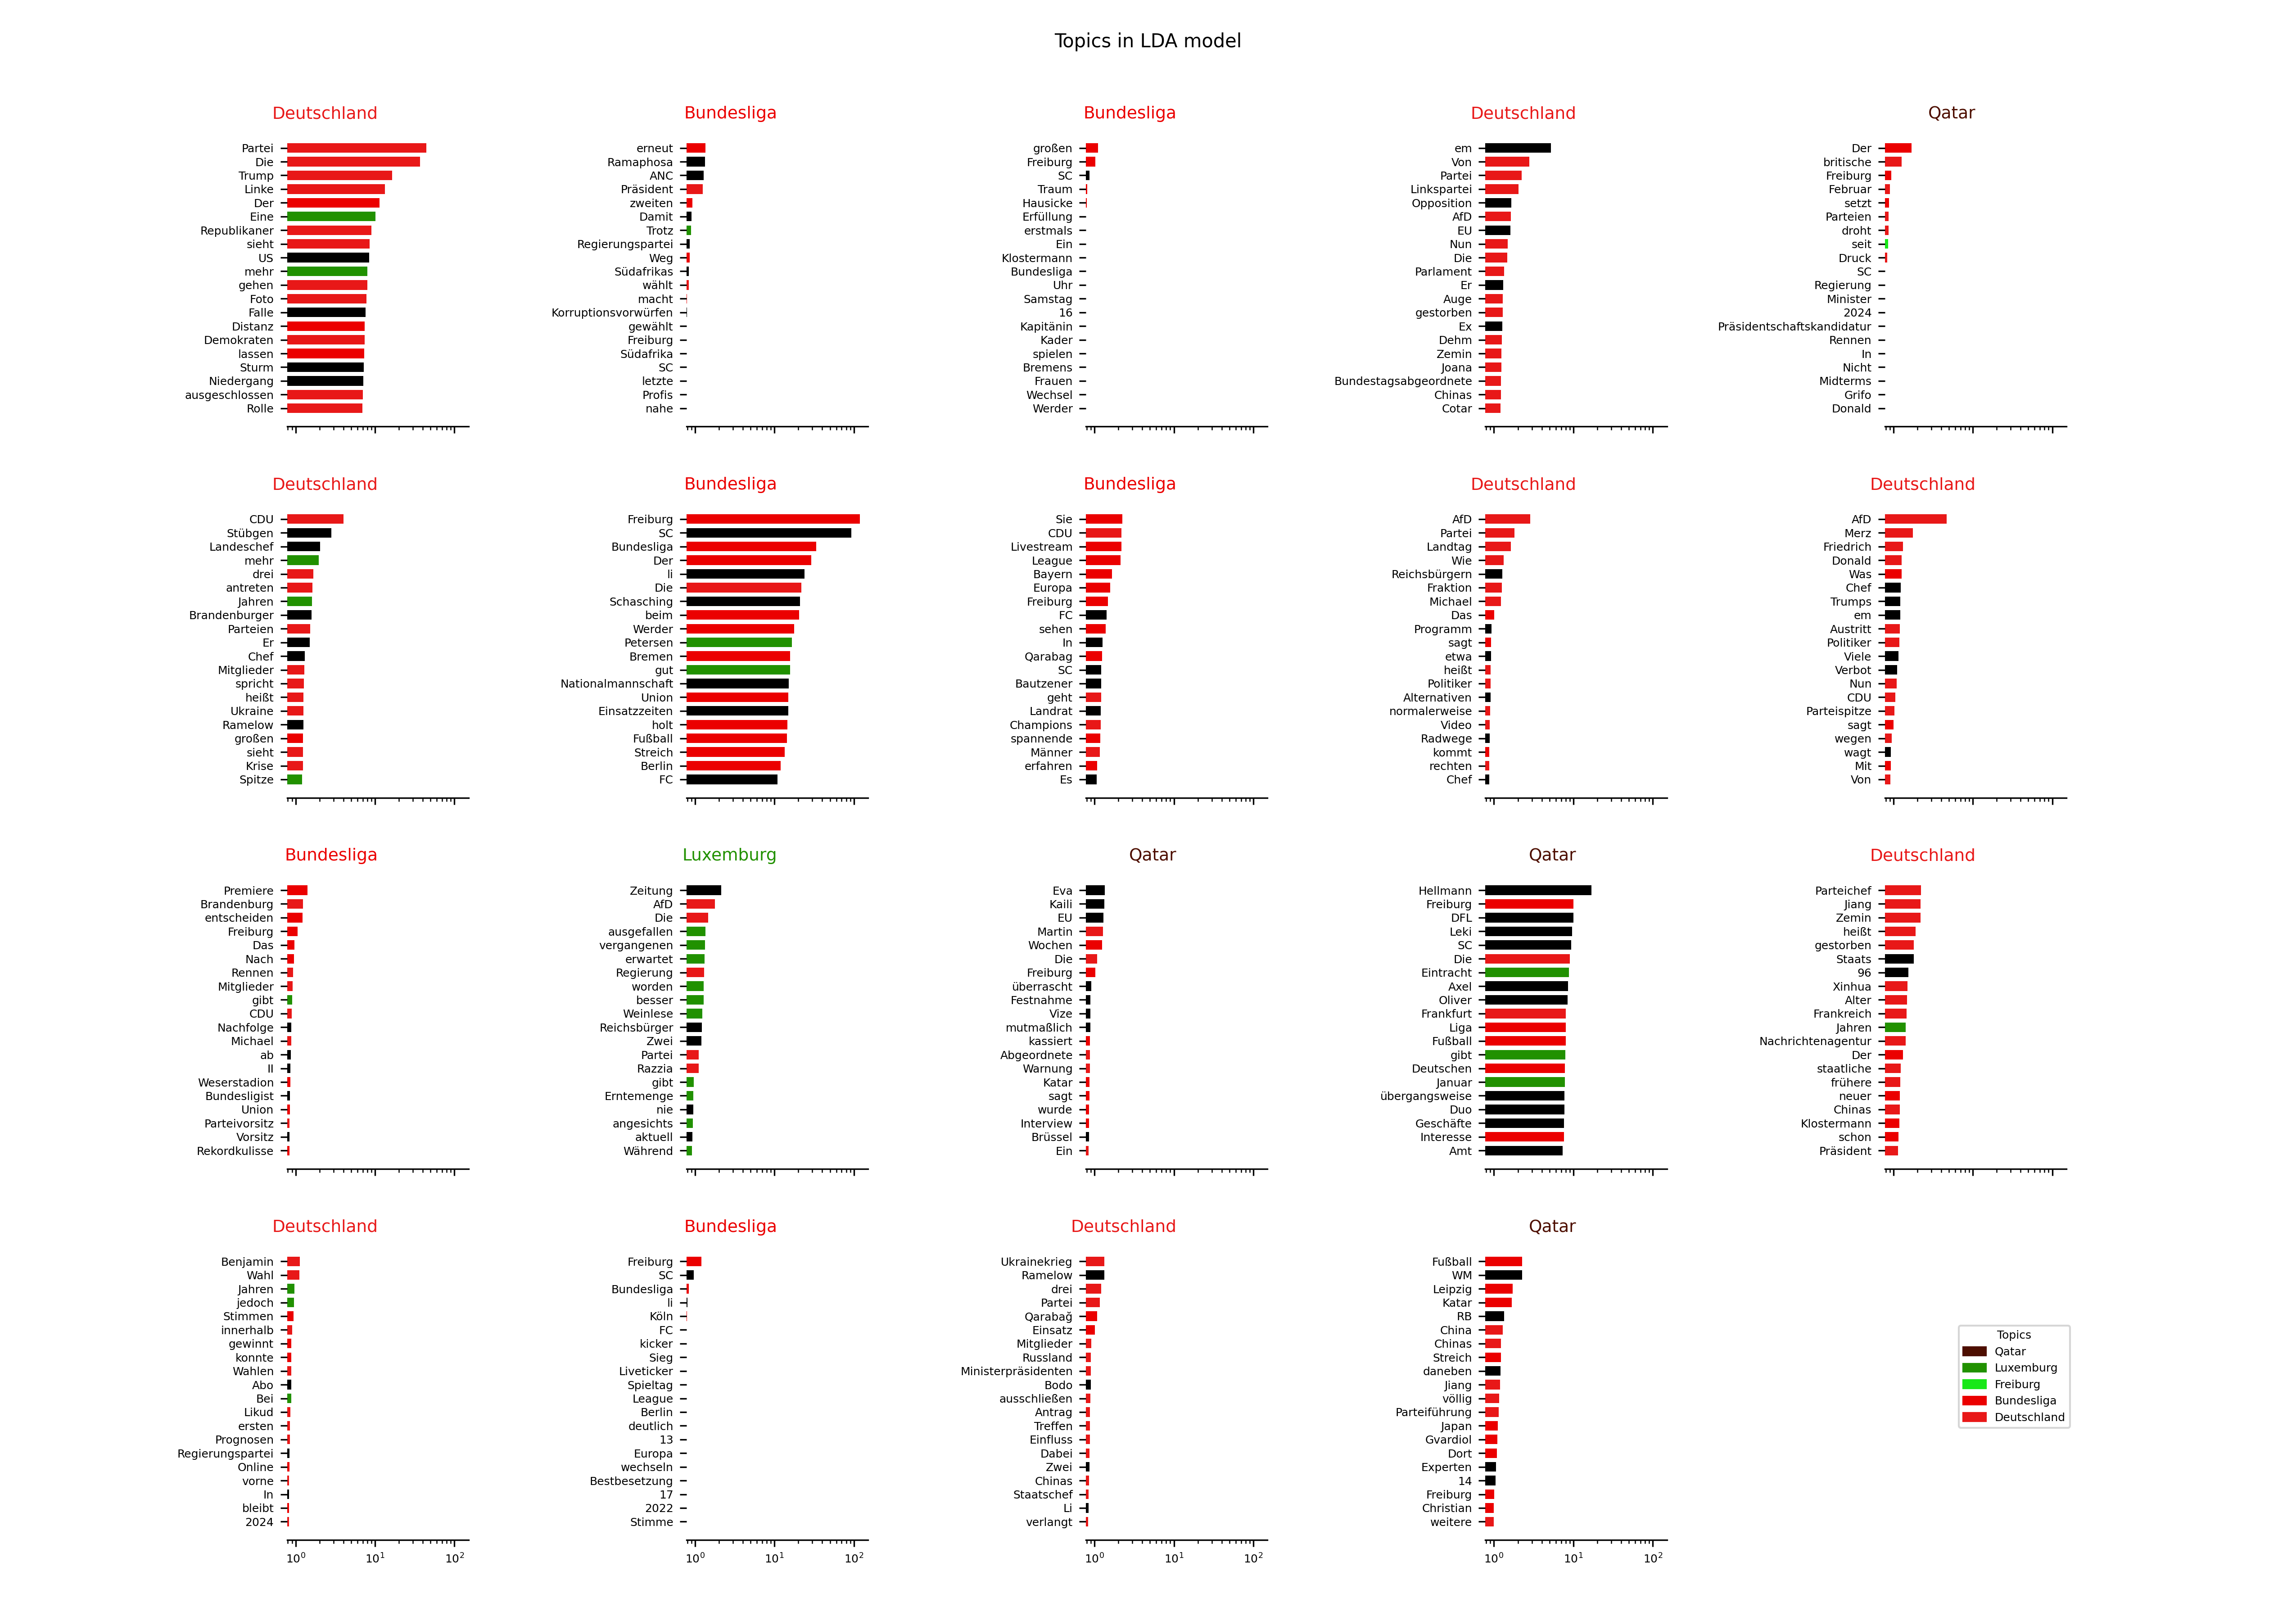 Topics in LDA model
Deutschland
Partei
Die
Trump
Linke
Der
Eine
Republikaner
sieht
US
mehr
gehen
Foto
Falle
Distanz
Demokraten
lassen
Sturm
Niedergang
ausgeschlossen
Rolle
Bundesliga
erneut
Ramaphosa
ANC
Präsident
zweiten
Damit
Trotz
Regierungspartei
Weg
Südafrikas
wählt
macht
Korruptionsvorwürfen
gewählt
Freiburg
Südafrika
SC
letzte
Profis
nahe
Bundesliga
großen
Freiburg
SC
Traum
Hausicke
Erfüllung
erstmals
Ein
Klostermann
Bundesliga
Uhr
Samstag
16
Kapitänin
Kader
spielen
Bremens
Frauen
Wechsel
Werder
Deutschland
em
Von
Partei
Linkspartei
Opposition
AfD
EU
Nun
Die
Parlament
Er
Auge
gestorben
Ex
Dehm
Zemin
Joana
Bundestagsabgeordnete
Chinas
Cotar
Qatar
Der
britische
Freiburg
Februar
setzt
Parteien
droht
seit
Druck
SC
Regierung
Minister
2024
Präsidentschaftskandidatur
Rennen
In
Nicht
Midterms
Grifo
Donald
Deutschland
CDU
Stübgen
Landeschef
mehr
drei
antreten
Jahren
Brandenburger
Parteien
Er
Chef
Mitglieder
spricht
heißt
Ukraine
Ramelow
großen
sieht
Krise
Spitze
Bundesliga
Freiburg
SC
Bundesliga
Der
li
Die
Schasching
beim
Werder
Petersen
Bremen
gut
Nationalmannschaft
Union
Einsatzzeiten
holt
Fußball
Streich
Berlin
FC
Bundesliga
Sie
CDU
Livestream
League
Bayern
Europa
Freiburg
FC
sehen
In
Qarabag
SC
Bautzener
geht
Landrat
Champions
spannende
Männer
erfahren
Es
Deutschland
AfD
Partei
Landtag
Wie
Reichsbürgern
Fraktion
Michael
Das
Programm
sagt
etwa
heißt
Politiker
Alternativen
normalerweise
Video
Radwege
kommt
rechten
Chef
Deutschland
AfD
Merz
Friedrich
Donald
Was
Chef
Trumps
em
Austritt
Politiker
Viele
Verbot
Nun
CDU
Parteispitze
sagt
wegen
wagt
Mit
Von
Bundesliga
Premiere
Brandenburg
entscheiden
Freiburg
Das
Nach
Rennen
Mitglieder
gibt
CDU
Nachfolge
Michael
ab
II
Weserstadion
Bundesligist
Union
Parteivorsitz
Vorsitz
Rekordkulisse
Luxemburg
Zeitung
AfD
Die
ausgefallen
vergangenen
erwartet
Regierung
worden
besser
Weinlese
Reichsbürger
Zwei
Partei
Razzia
gibt
Erntemenge
nie
angesichts
aktuell
Während
Qatar
Eva
Kaili
EU
Martin
Wochen
Die
Freiburg
überrascht
Festnahme
Vize
mutmaßlich
kassiert
Abgeordnete
Warnung
Katar
sagt
wurde
Interview
Brüssel
Ein
Qatar
Hellmann
Freiburg
DFL
Leki
SC
Die
Eintracht
Axel
Oliver
Frankfurt
Liga
Fußball
gibt
Deutschen
Januar
übergangsweise
Duo
Geschäfte
Interesse
Amt
Deutschland
Parteichef
Jiang
Zemin
heißt
gestorben
Staats
96
Xinhua
Alter
Frankreich
Jahren
Nachrichtenagentur
Der
staatliche
frühere
neuer
Chinas
Klostermann
schon
Präsident
Deutschland
Benjamin
Wahl
Jahren
jedoch
Stimmen
innerhalb
gewinnt
konnte
Wahlen
Abo
Bei
Likud
ersten
Prognosen
Regierungspartei
Online
vorne
In
bleibt
2024
10⁰ 10¹ 10²
Bundesliga
Freiburg
SC
Bundesliga
li
Köln
FC
kicker
Sieg
Liveticker
Spieltag
League
Berlin
deutlich
13
Europa
wechseln
Bestbesetzung
17
2022
Stimme
10⁰ 10¹ 10²
Deutschland
Ukrainekrieg
Ramelow
drei
Partei
Qarabağ
Einsatz
Mitglieder
Russland
Ministerpräsidenten
Bodo
ausschließen
Antrag
Treffen
Einfluss
Dabei
Zwei
Chinas
Staatschef
Li
verlangt
10⁰ 10¹ 10²
Qatar
Fußball
WM
Leipzig
Katar
RB
China
Chinas
Streich
daneben
Jiang
völlig
Parteiführung
Japan
Gvardiol
Dort
Experten
14
Freiburg
Christian
weitere
10⁰ 10¹ 10²
Topics
Qatar
Luxemburg
Freiburg
Bundesliga
Deutschland